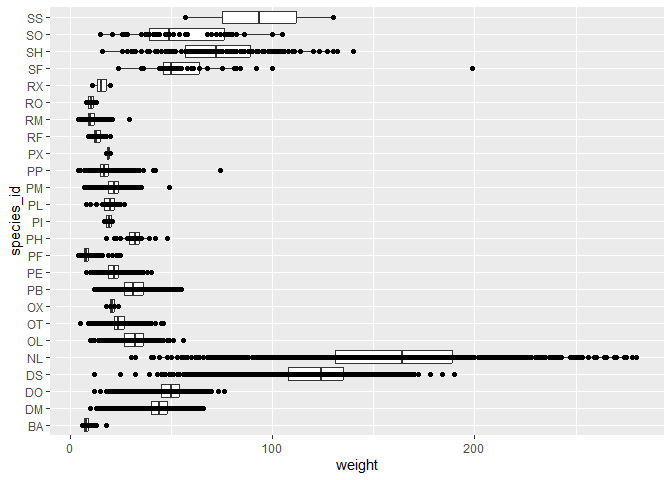 SS
SO
SH
SF
RX
RO
RM
RF
PX
PP
PM
PL
PI
PH
PF
PE
PB
OX
OT
OL
NL
DS
DO
DM
BA
species_id
0 100 200
weight